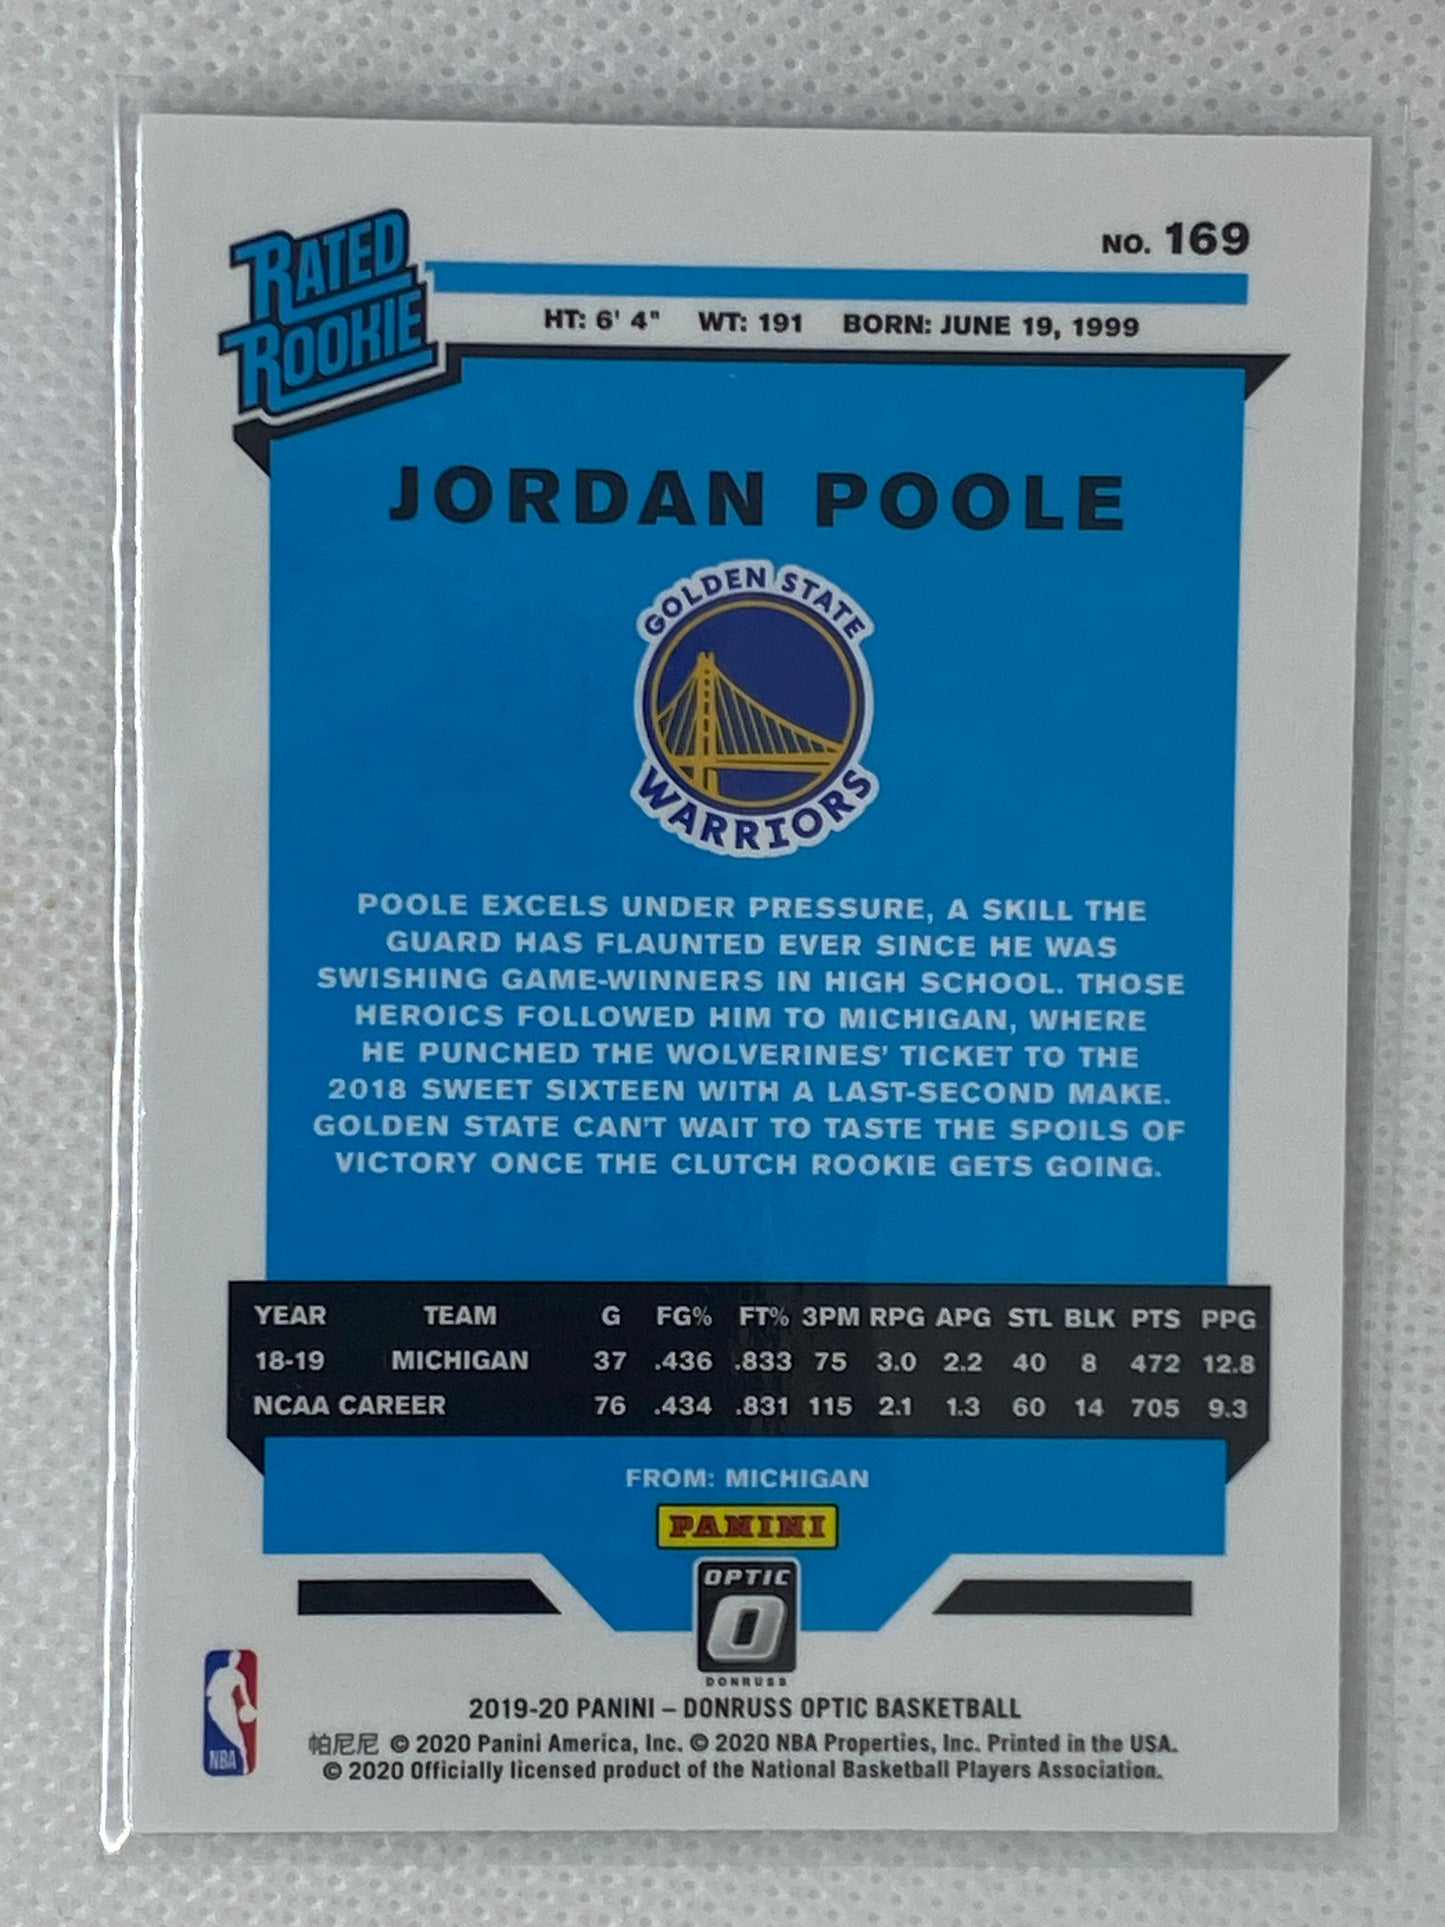 RATED
ROOKIE
NO. 169
HT: 6' 4" WT: 191 BORN: JUNE 19, 1999
JORDAN POOLE
GOLDEN STATE
WARRIORS
POOLE EXCELS UNDER PRESSURE, A SKILL THE
GUARD HAS FLAUNTED EVER SINCE HE WAS
SWISHING GAME-WINNERS IN HIGH SCHOOL. THOSE
HEROICS FOLLOWED HIM TO MICHIGAN, WHERE
HE PUNCHED THE WOLVERINES' TICKET TO THE
2018 SWEET SIXTEEN WITH A LAST-SECOND MAKE.
GOLDEN STATE CAN'T WAIT TO TASTE THE SPOILS OF
VICTORY ONCE THE CLUTCH ROOKIE GETS GOING.
YEAR TEAM G FG% FT% 3PM RPG APG STL BLK PTS PPG
18-19 MICHIGAN 37 .436 .833 75 3.0 2.2 40 8 472 12.8
NCAA CAREER 76 .434 .831 115 2.1 1.3 60 14 705 9.3
FROM: MICHIGAN
PANINI
OPTIC
O
DONRUSS
2019-20 PANINI – DONRUSS OPTIC BASKETBALL
帕尼尼 © 2020 Panini America, Inc. © 2020 NBA Properties, Inc. Printed in the USA.
© 2020 Officially licensed product of the National Basketball Players Association.
NBA